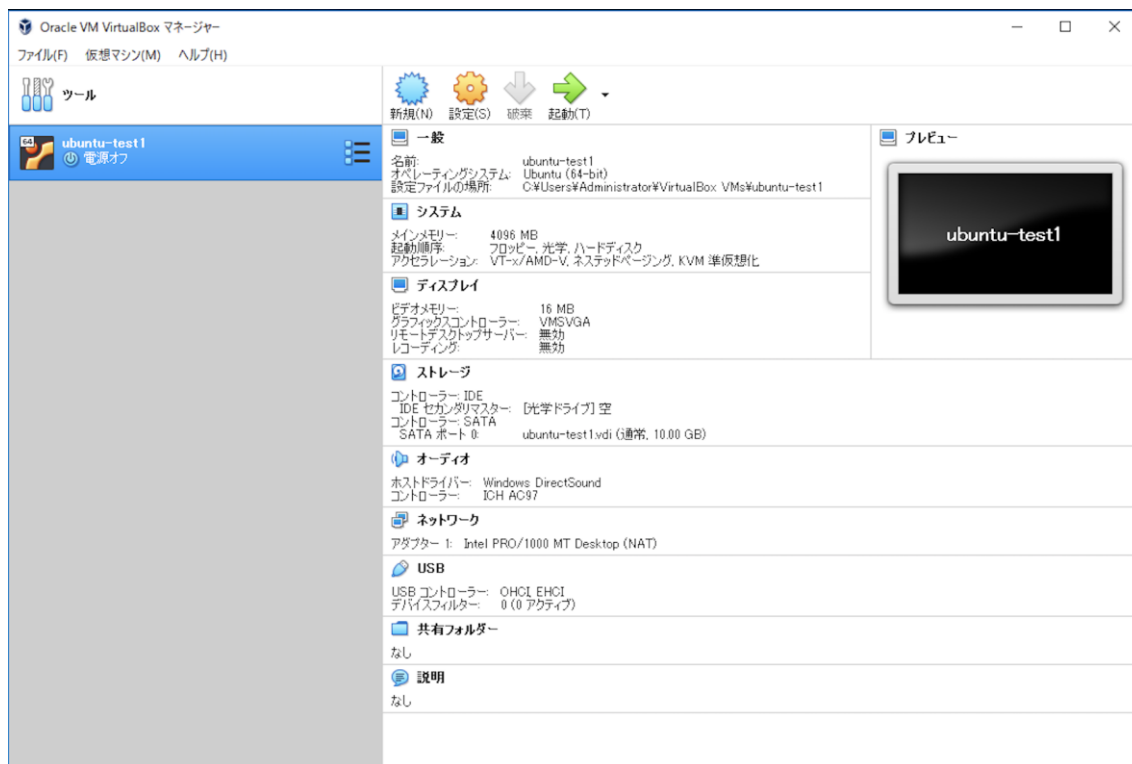 Oracle VM VirtualBox マネージャー
ファイル(F) 仮想マシン(M) ヘルプ(H)
ツール
新規(N) 設定(S) 破棄 起動(T)
64
ubuntu-test1
電源オフ
一般
名前: ubuntu-test1
オペレーティングシステム: Ubuntu (64-bit)
設定ファイルの場所: C:¥Users¥Administrator¥VirtualBox VMs¥ubuntu-test1
システム
メインメモリー: 4096 MB
起動順序: フロッピー, 光学, ハードディスク
アクセラレーション: VT-x/AMD-V, ネステッドページング, KVM 準仮想化
ディスプレイ
ビデオメモリー: 16 MB
グラフィックスコントローラー: VMSVGA
リモートデスクトップサーバー: 無効
レコーディング: 無効
プレビュー
ubuntu-test1
ストレージ
コントローラー: IDE
IDE セカンダリマスター: [光学ドライブ] 空
コントローラー: SATA
SATA ポート 0: ubuntu-test1.vdi (通常, 10.00 GB)
オーディオ
ホストドライバー: Windows DirectSound
コントローラー: ICH AC97
ネットワーク
アダプター 1: Intel PRO/1000 MT Desktop (NAT)
USB
USB コントローラー: OHCI, EHCI
デバイスフィルター: 0 (0 アクティブ)
共有フォルダー
なし
説明
なし